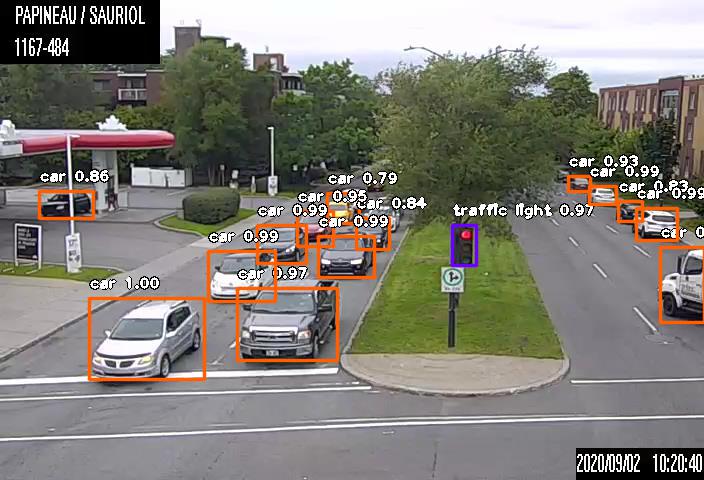 PAPINEAU / SAURIOL
1167-484
car 0.93
car 0.99
car 0.86
car 0.79
car 0.83
car 0.95
car 0.99
car 0.84
car 0.99
traffic light 0.97
car 0.99
car 0.99
car 0.97
car 1.00
2020/09/02 10:20:40